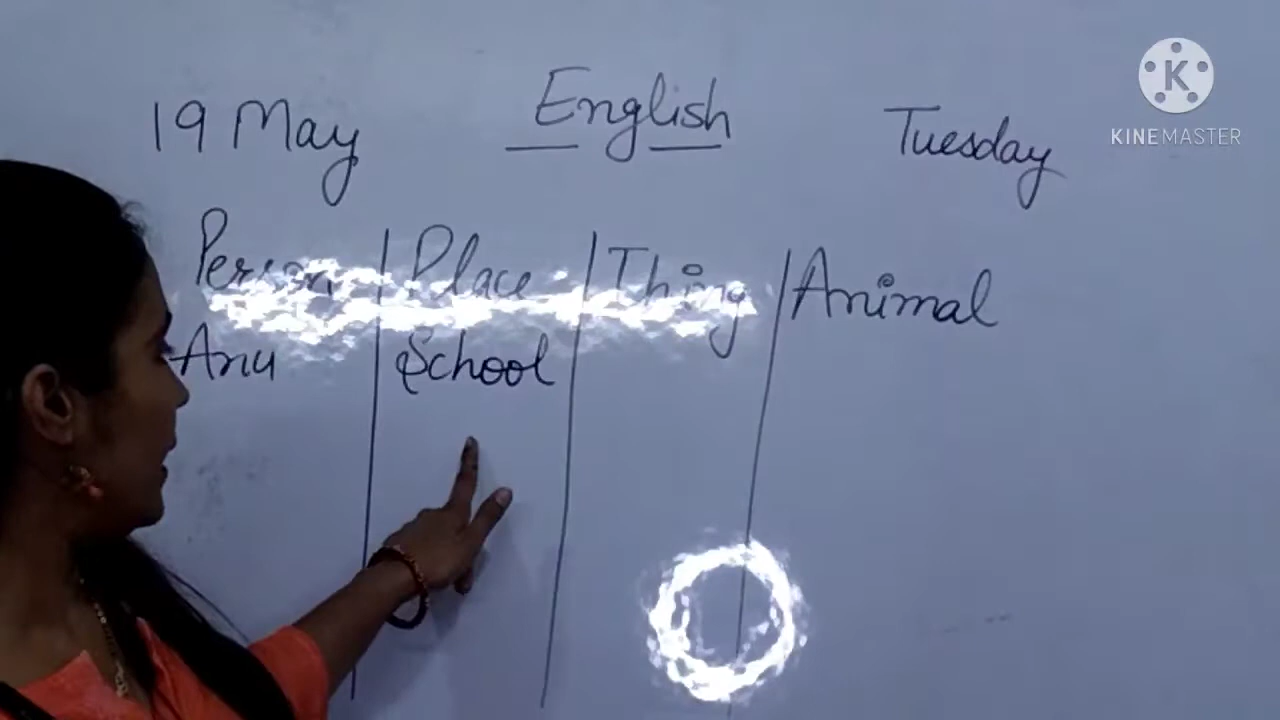 19 May English Tuesday
Person Place Thing Animal
Anu School
K
KINEMASTER